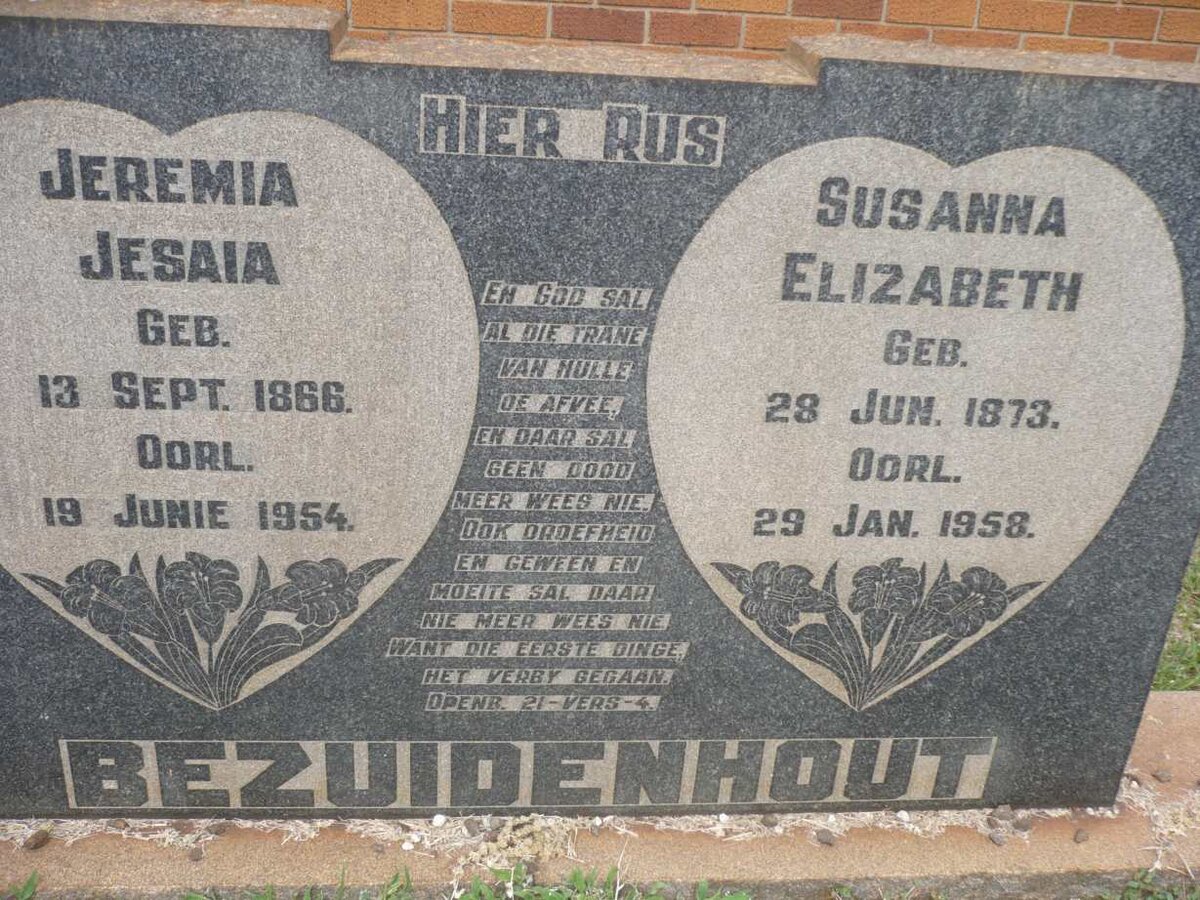 HIER RUS
JEREMIA
JESAIA
GEB.
13 SEPT. 1866.
OORL.
19 JUNIE 1954.
EN GOD SAL
AL DIE TRANE
VAN HULLE
OE AFVEE,
EN DAAR SAL
GEEN DOOD
MEER WEES NIE.
OOK DROEFHEID
EN GEWEEN EN
MOEITE SAL DAAR
NIE MEER WEES NIE
WANT DIE EERSTE DINGE,
HET VERBY GEGAAN.
OPENB. 21-VERS-4.
SUSANNA
ELIZABETH
GEB.
28 JUN. 1873.
OORL.
29 JAN. 1958.
BEZUIDENHOUT